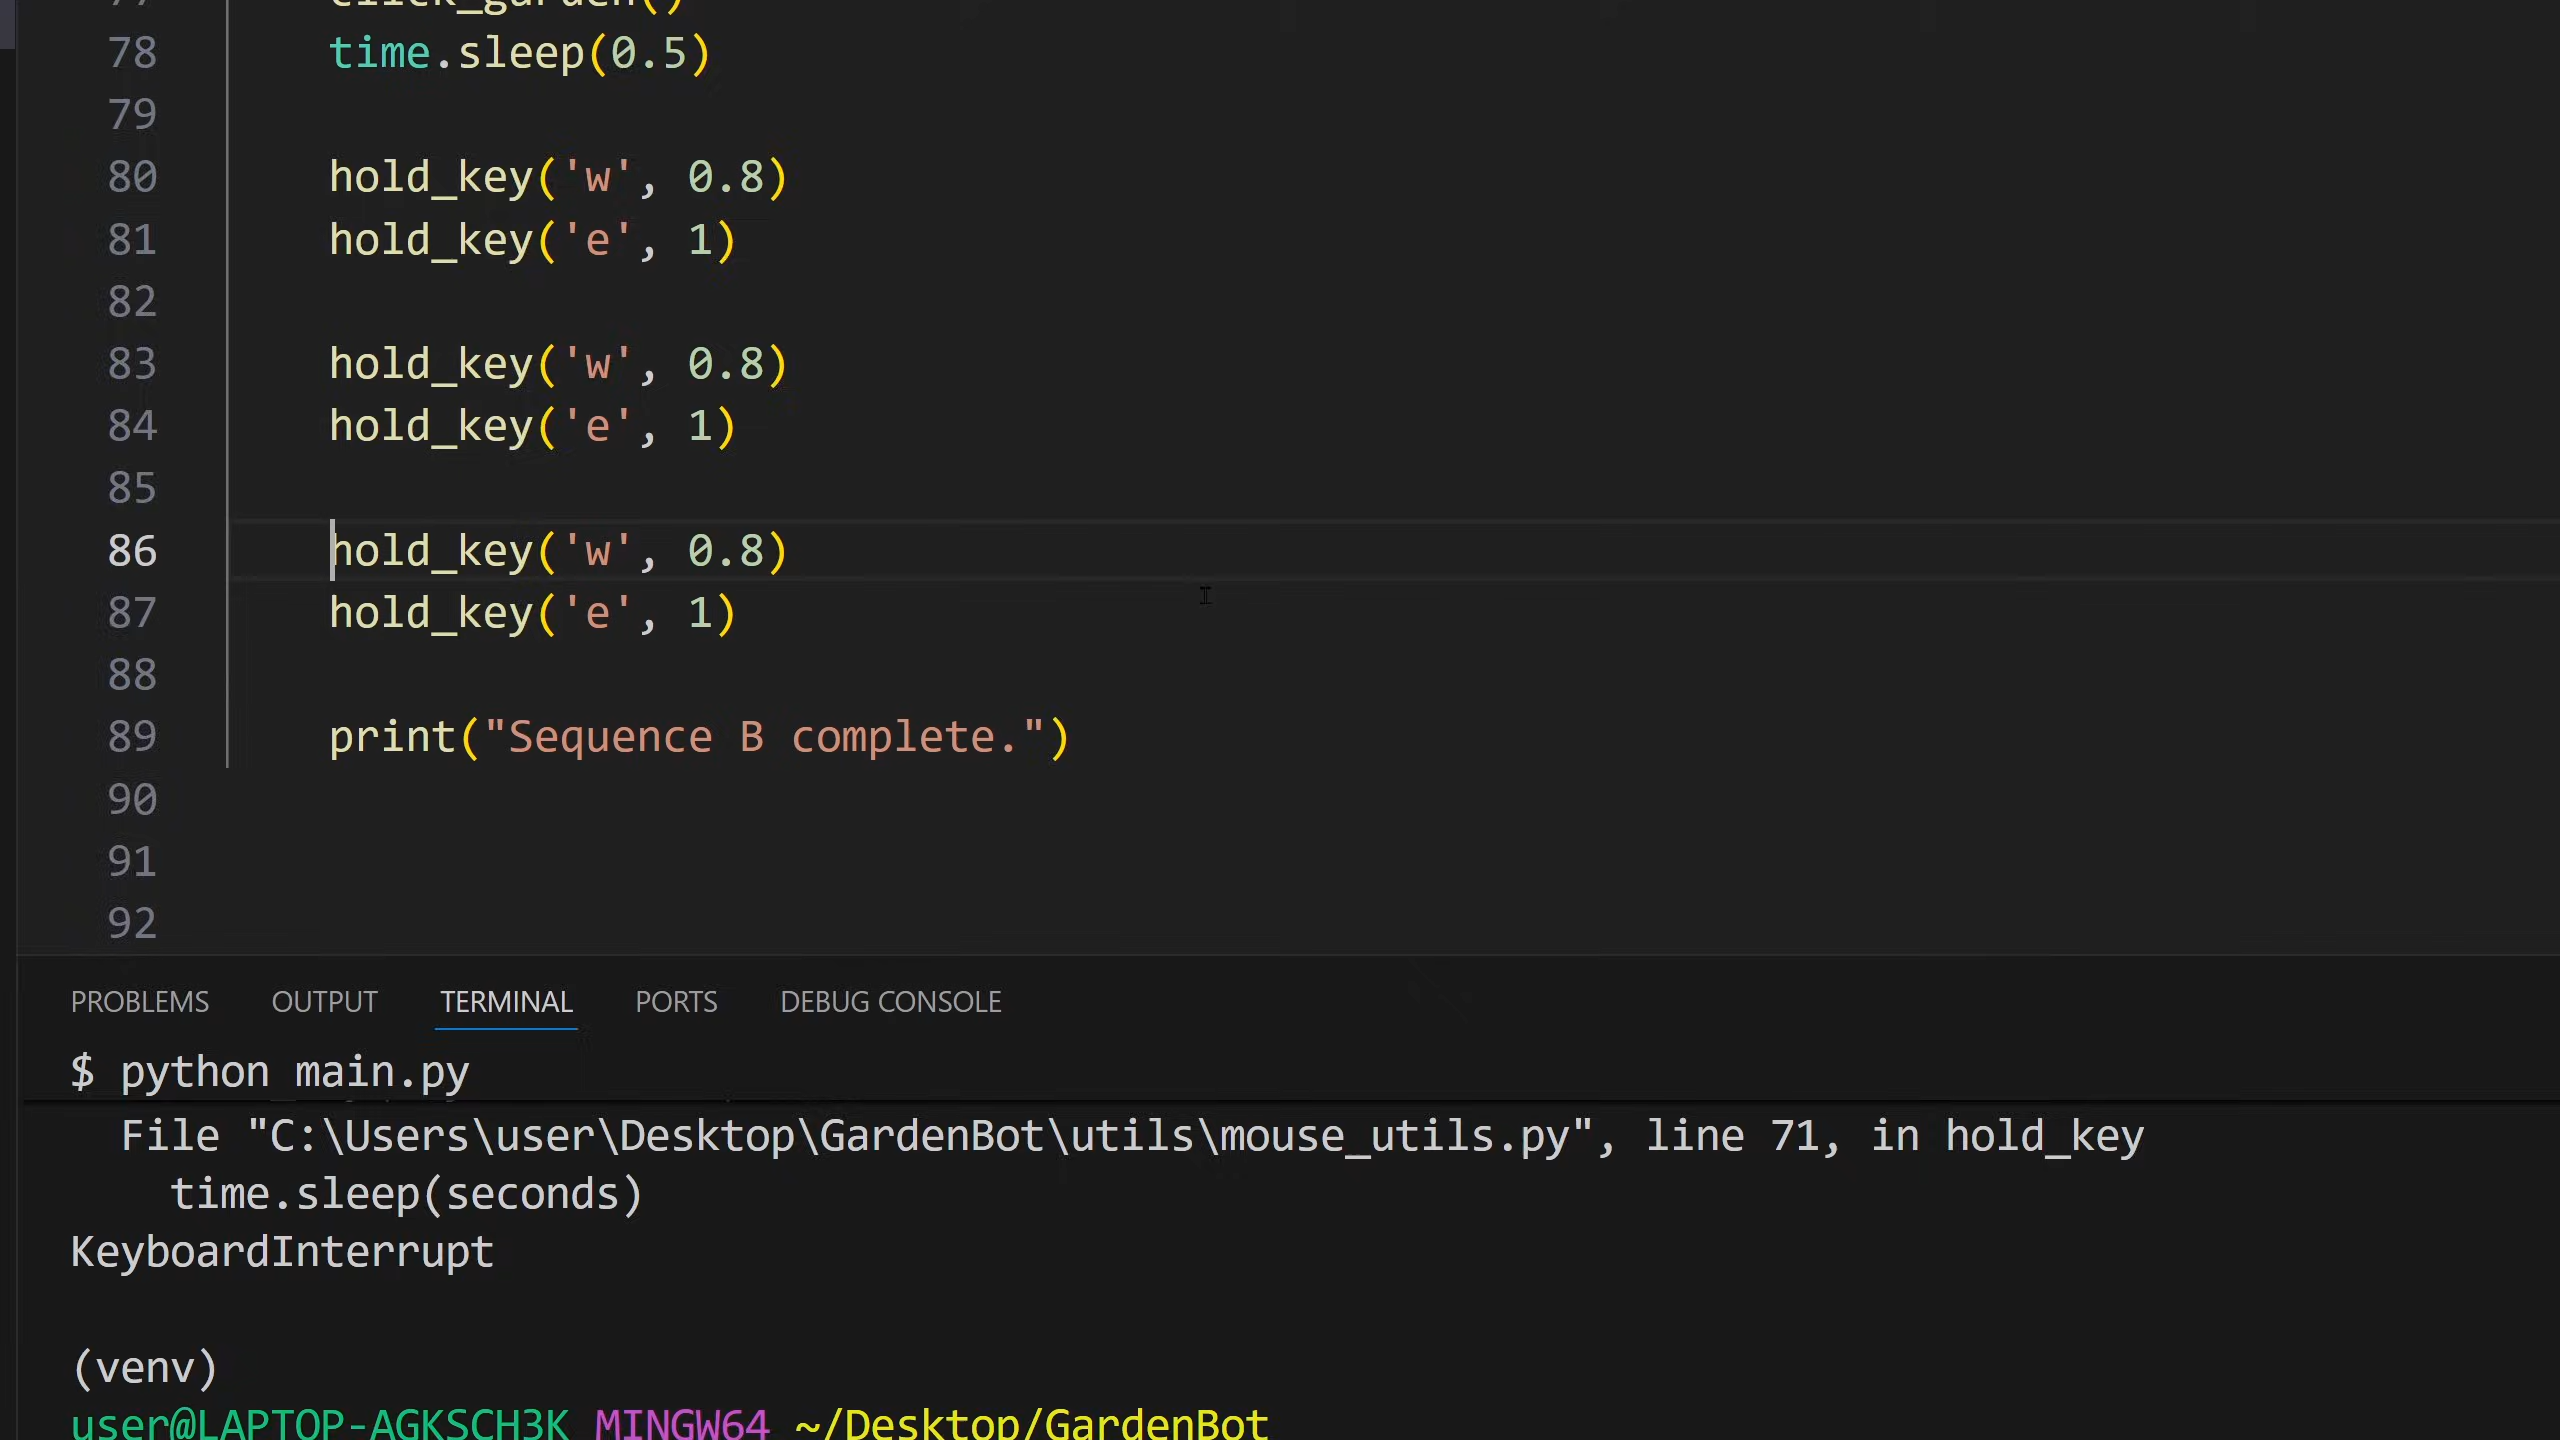 77 click_garden()
78 time.sleep(0.5)
79
80 hold_key('w', 0.8)
81 hold_key('e', 1)
82
83 hold_key('w', 0.8)
84 hold_key('e', 1)
85
86 hold_key('w', 0.8)
87 hold_key('e', 1)
88
89 print("Sequence B complete.")
90
91
92
PROBLEMS OUTPUT TERMINAL PORTS DEBUG CONSOLE
$ python main.py
File "C:\Users\user\Desktop\GardenBot\utils\mouse_utils.py", line 71, in hold_key
time.sleep(seconds)
KeyboardInterrupt
(venv)
user@LAPTOP-AGKSCH3K MINGW64 ~/Desktop/GardenBot